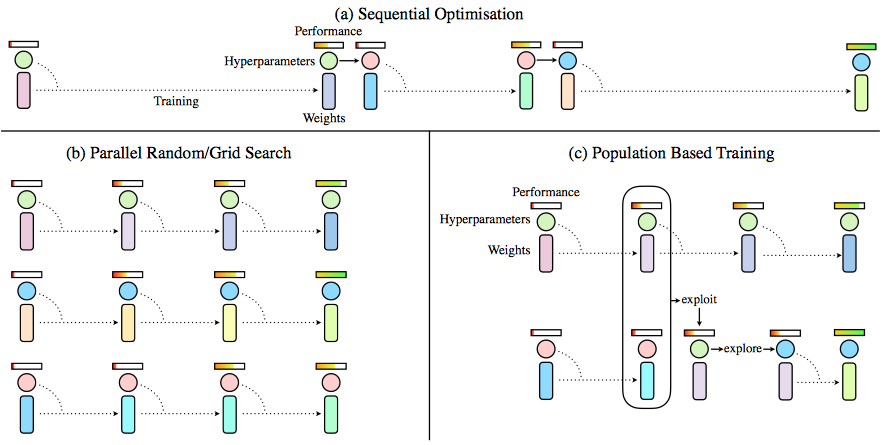 (a) Sequential Optimisation
Performance
Hyperparameters
Training
Weights
(b) Parallel Random/Grid Search
(c) Population Based Training
Performance
Hyperparameters
Weights
exploit
explore